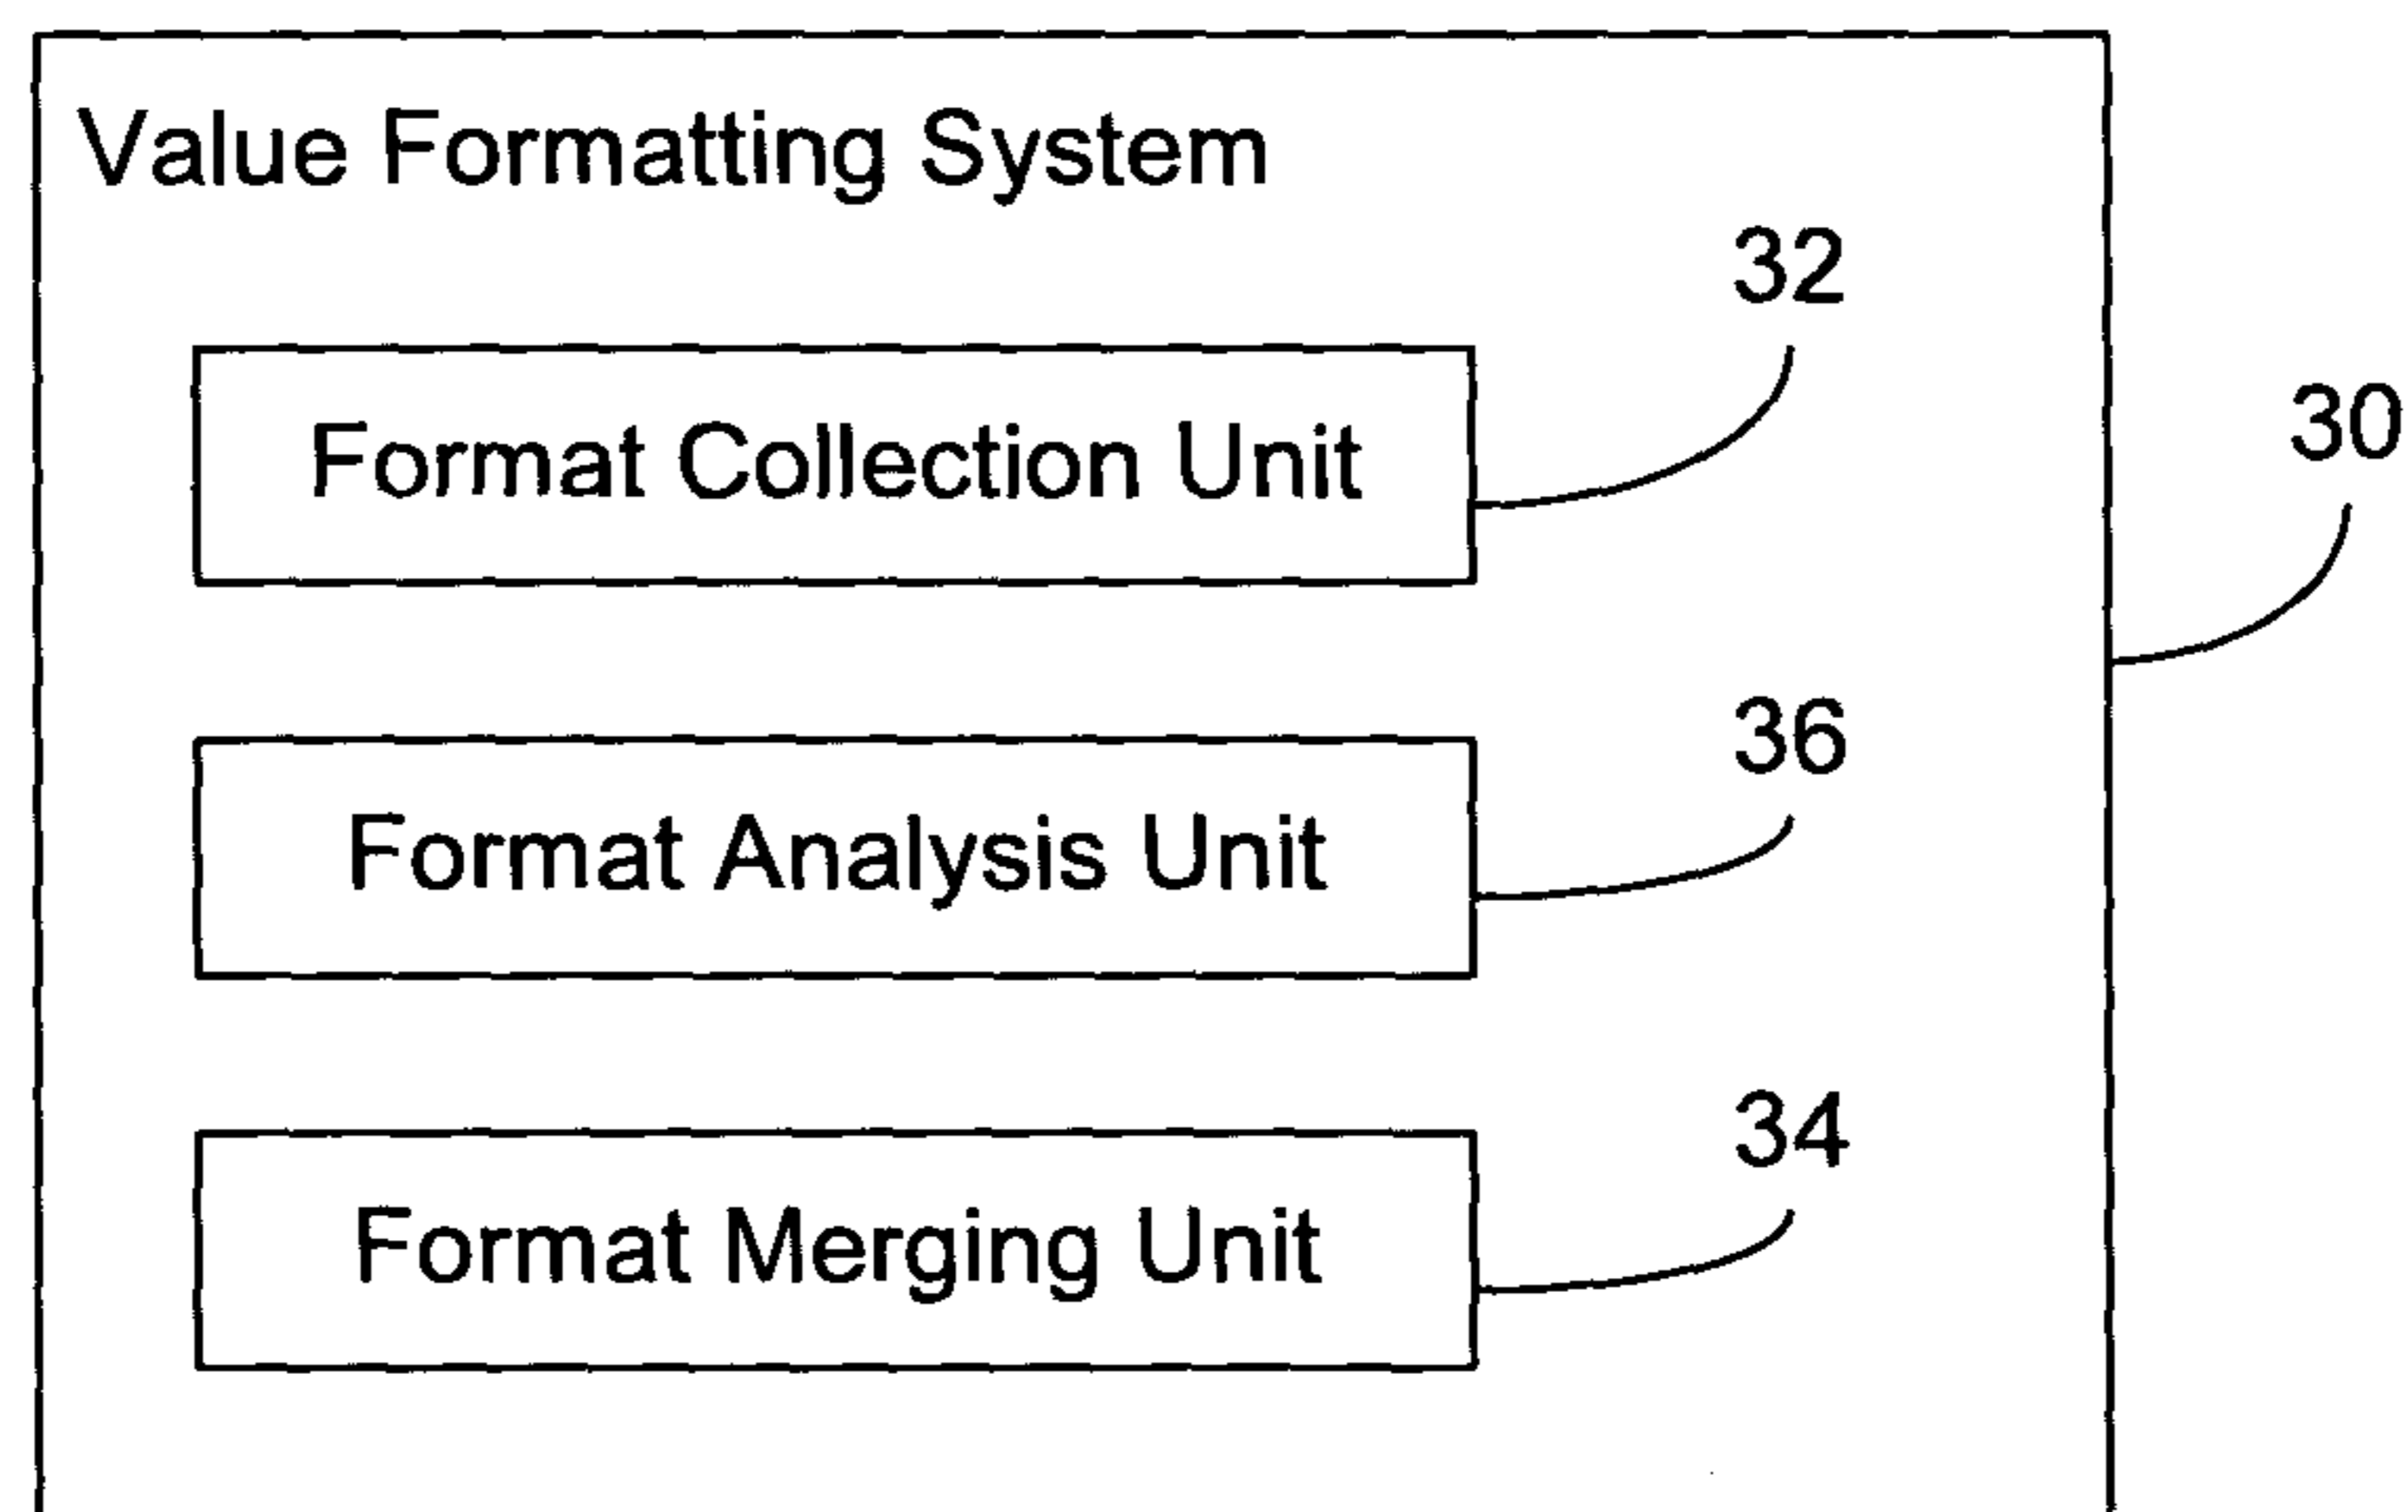 Value Formatting System
32
Format Collection Unit
30
36
Format Analysis Unit
34
Format Merging Unit